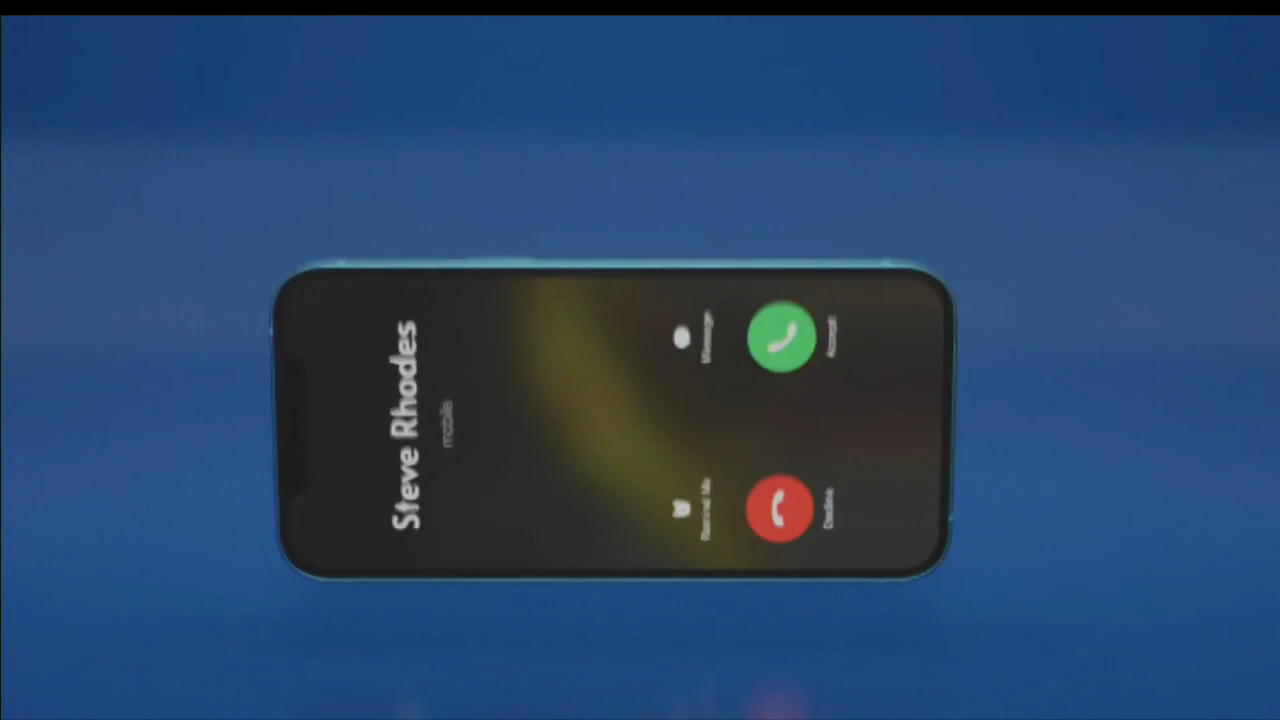 Steve Rhodes
mobile
Remind Me
Message
Decline
Accept